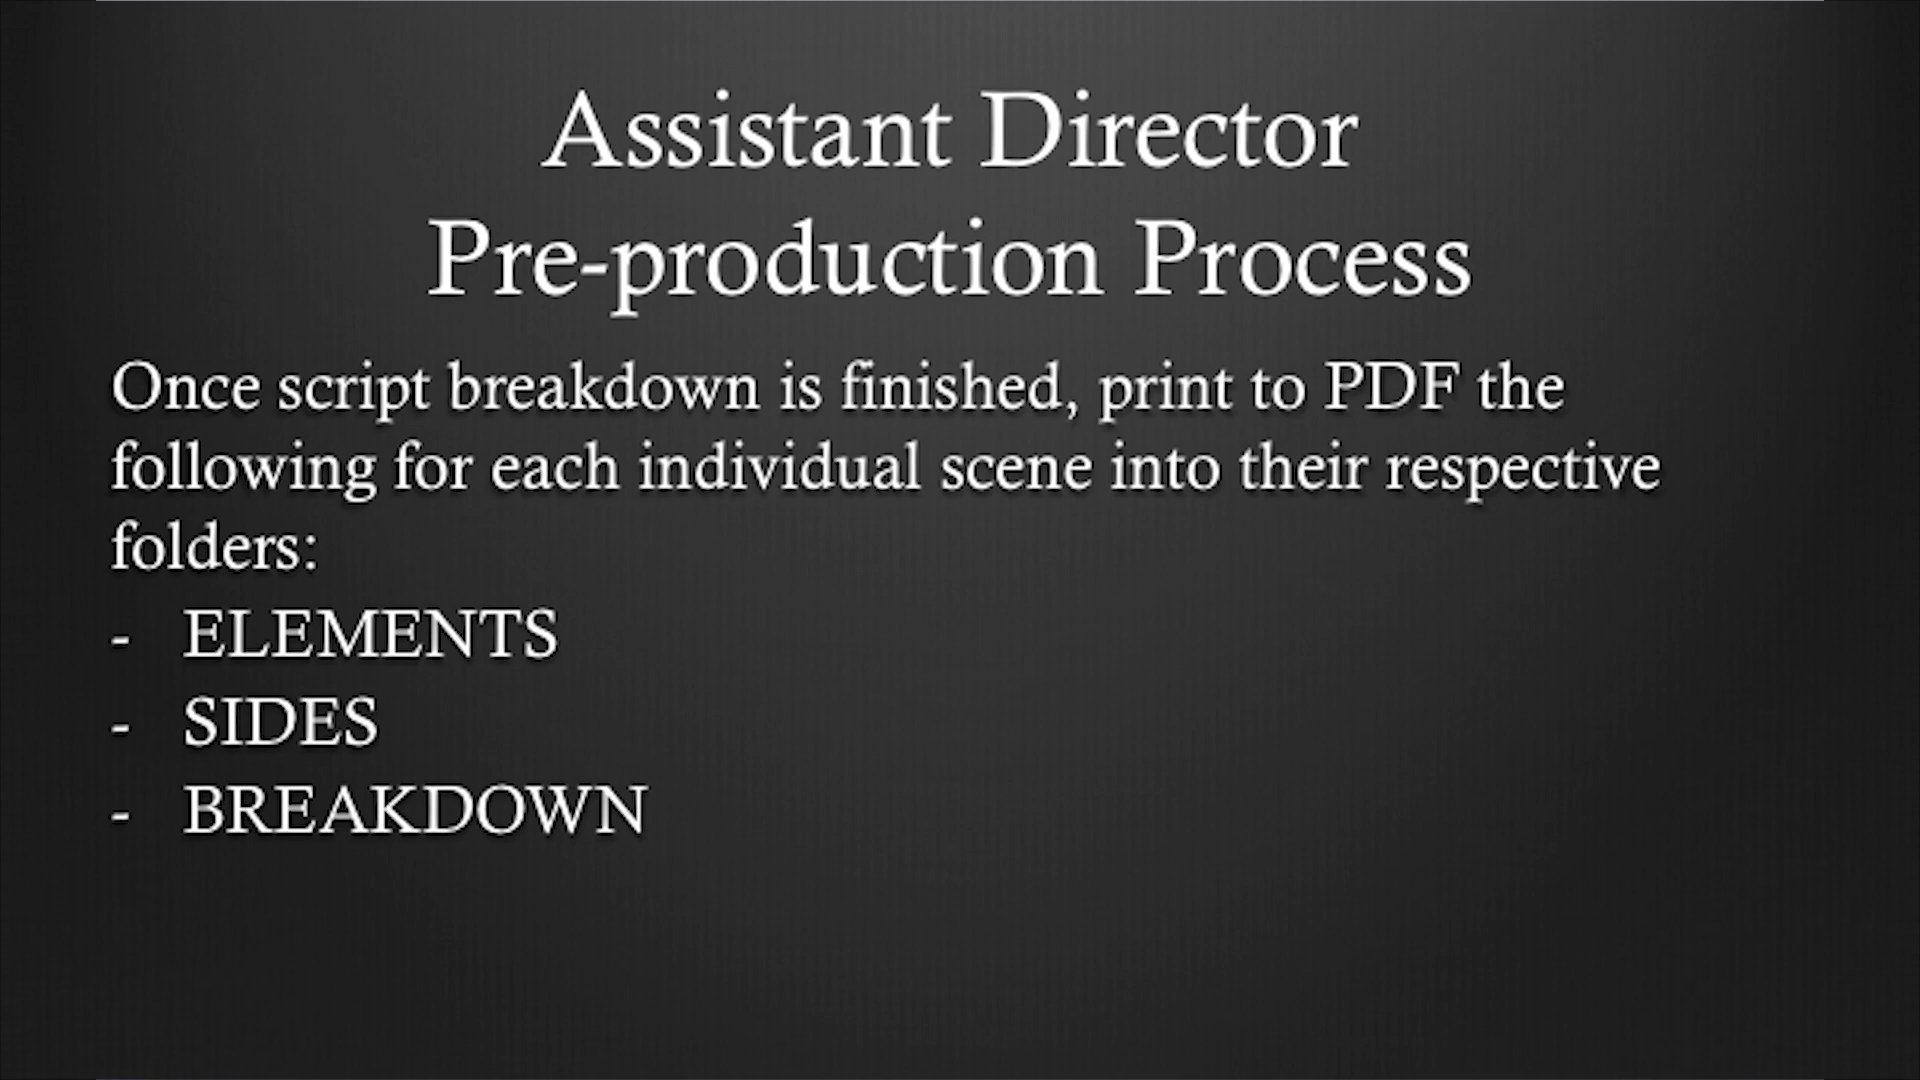 Assistant Director
Pre-production Process
Once script breakdown is finished, print to PDF the
following for each individual scene into their respective
folders:
- ELEMENTS
- SIDES
- BREAKDOWN